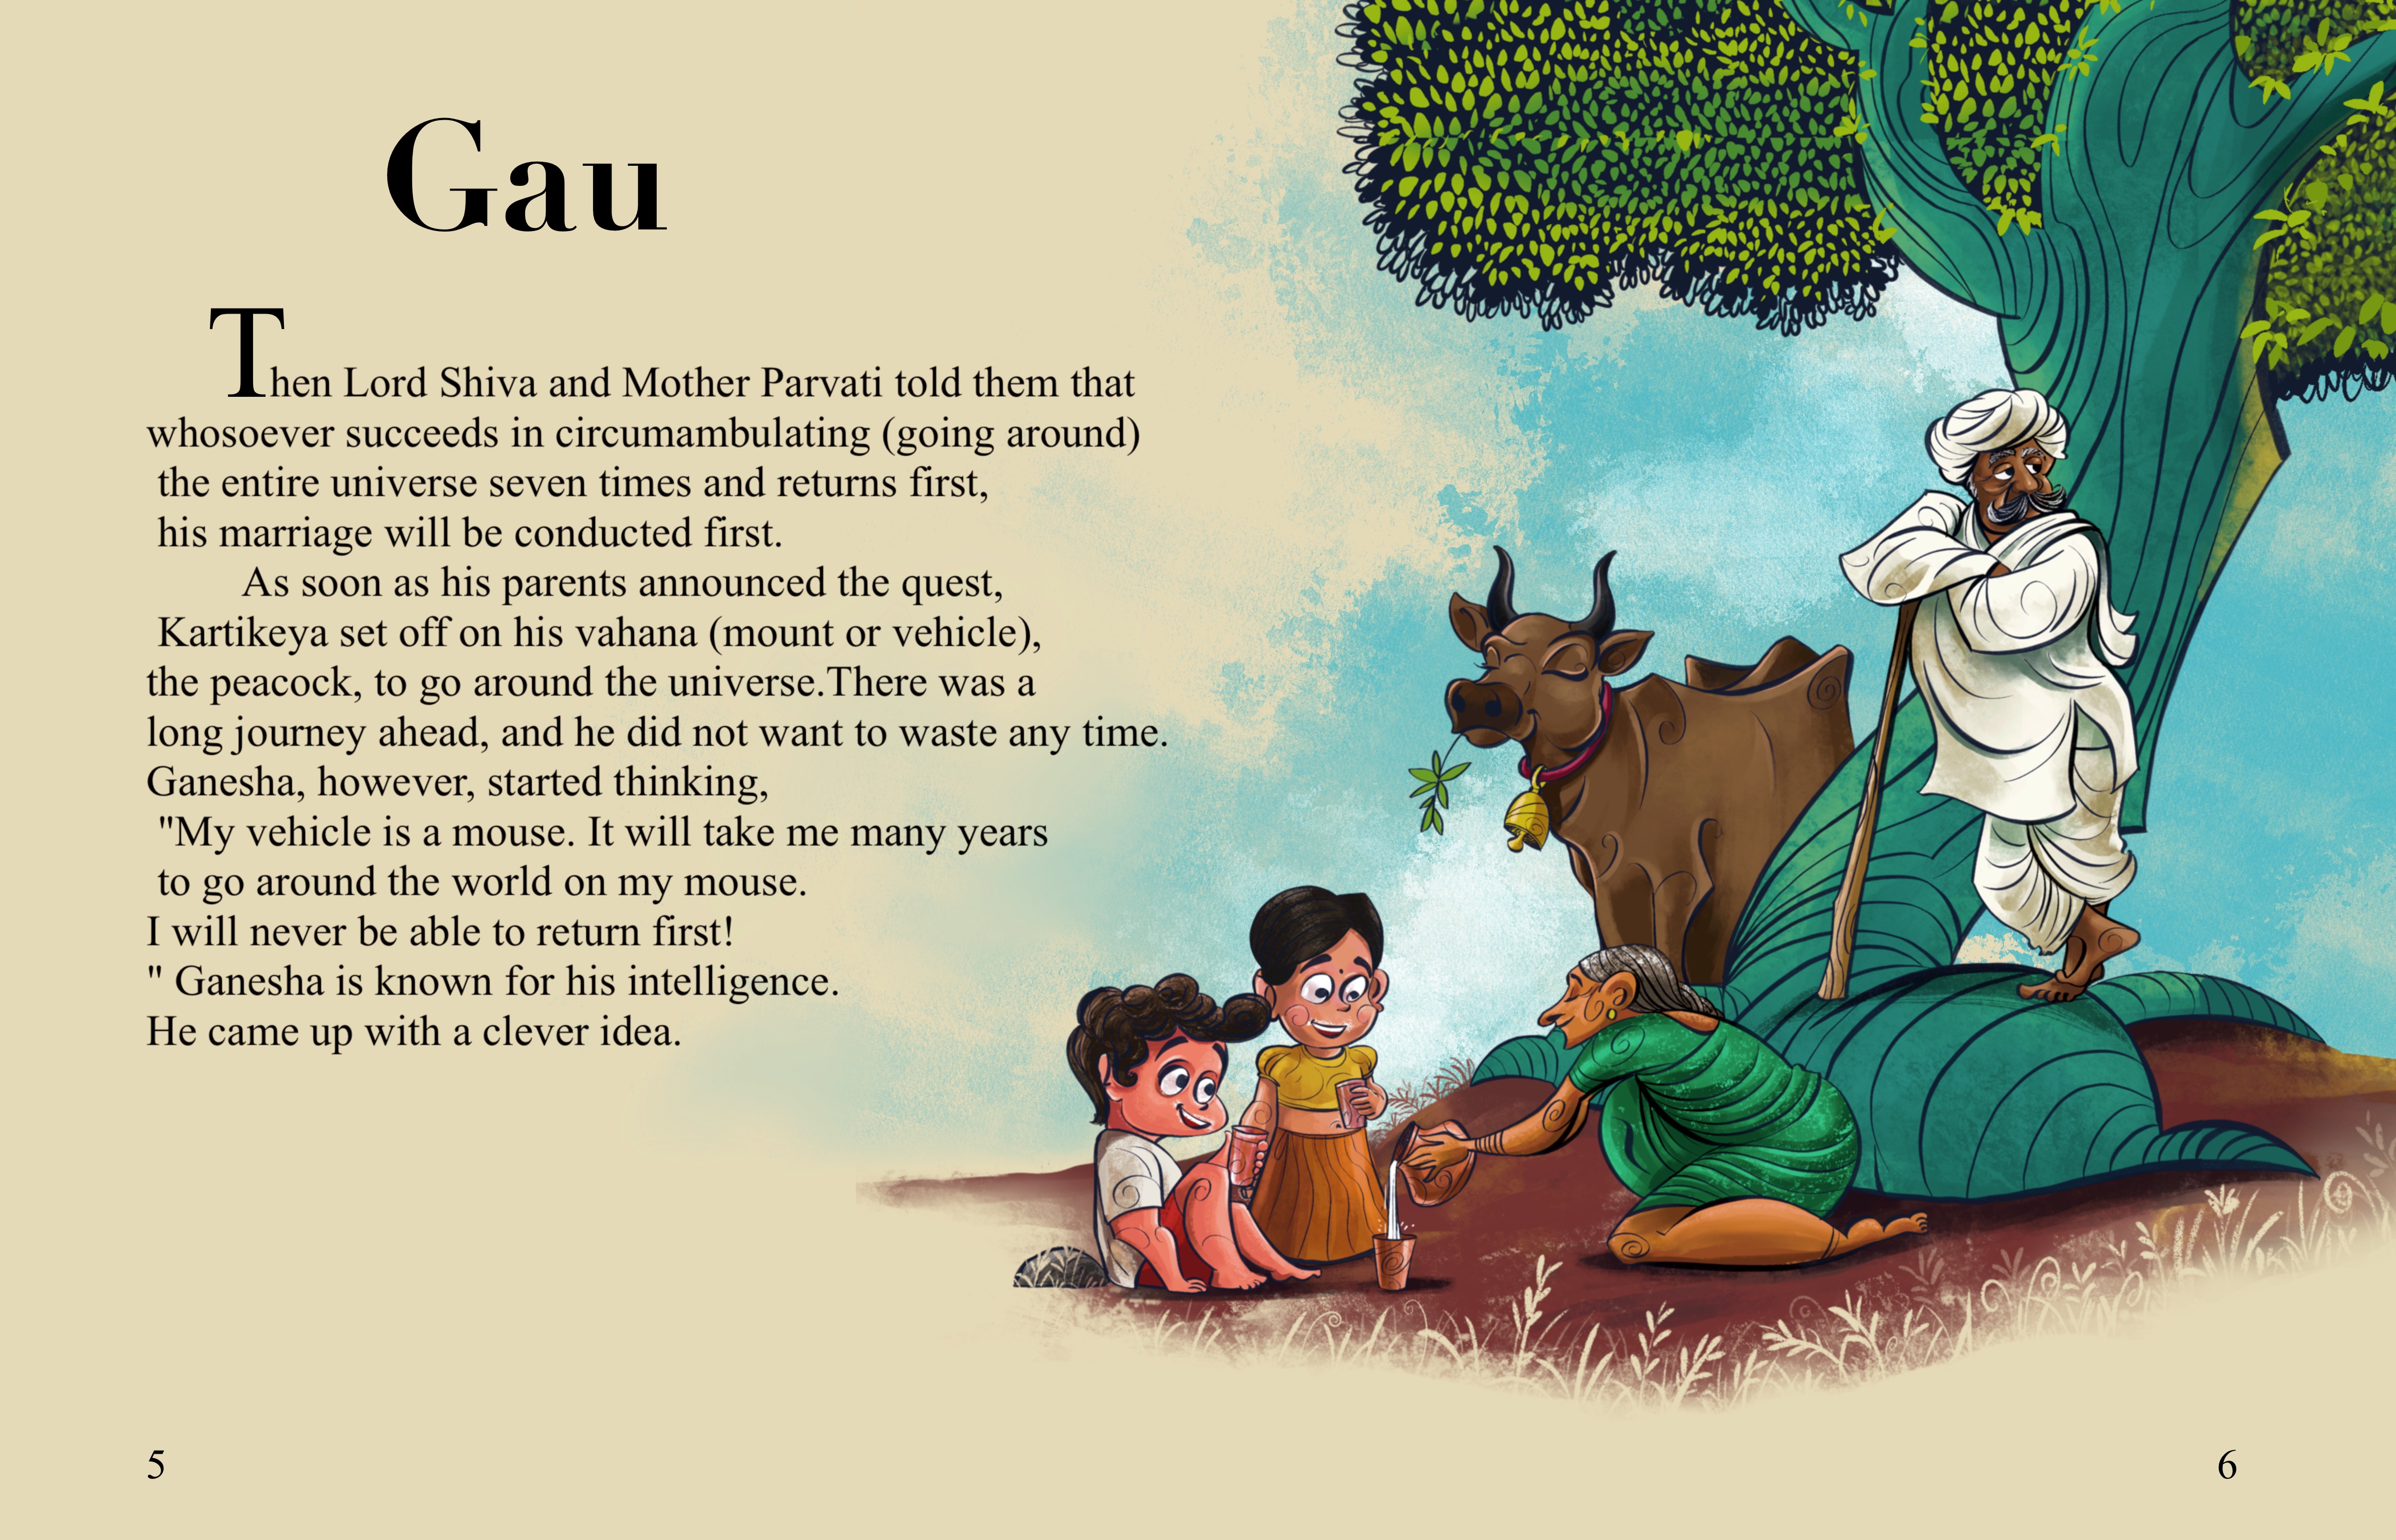 Gau
Then Lord Shiva and Mother Parvati told them that
whosoever succeeds in circumambulating (going around)
the entire universe seven times and returns first,
his marriage will be conducted first.
As soon as his parents announced the quest,
Kartikeya set off on his vahana (mount or vehicle),
the peacock, to go around the universe.There was a
long journey ahead, and he did not want to waste any time.
Ganesha, however, started thinking,
"My vehicle is a mouse. It will take me many years
to go around the world on my mouse.
I will never be able to return first!
" Ganesha is known for his intelligence.
He came up with a clever idea.
5
6